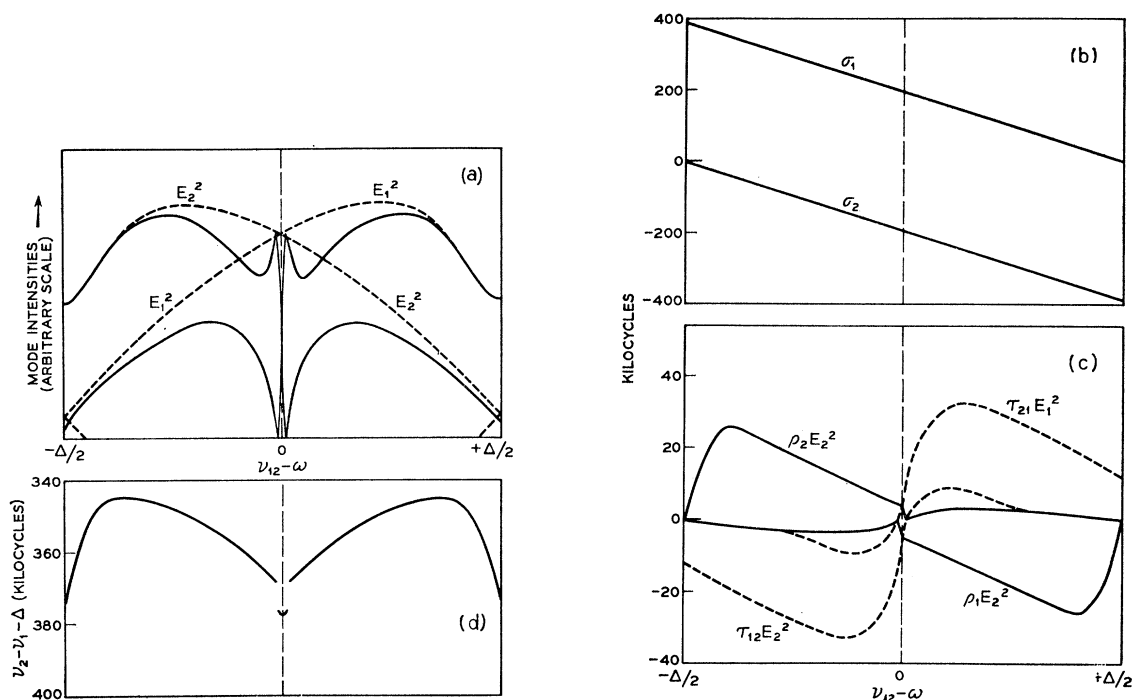 (a)
E₂²
E₁²
E₁²
E₂²
MODE INTENSITIES
(ARBITRARY SCALE)
-Δ/2
0
+Δ/2
ν₁₂-ω
340
360
380
400
ν₂-ν₁-Δ (KILOCYCLES)
(d)
400
200
0
-200
-400
(b)
σ₁
σ₂
KILOCYCLES
40
20
0
-20
-40
(c)
τ₂₁E₁²
ρ₂E₂²
ρ₁E₂²
τ₁₂E₂²
-Δ/2
0
+Δ/2
ν₁₂-ω